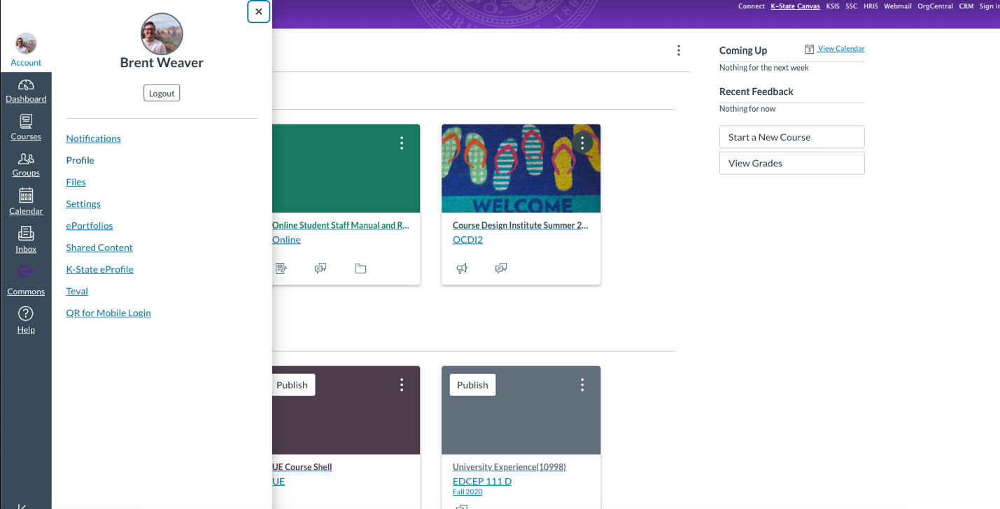 Connect K-State Canvas KSIS SSC HRIS Webmail OrgCentral CRM Sign in
Account
Dashboard
Courses
Groups
Calendar
Inbox
Commons
Help
Brent Weaver
Logout
Notifications
Profile
Files
Settings
ePortfolios
Shared Content
K-State eProfile
Teval
QR for Mobile Login
WELCOME
Online Student Staff Manual and R...
Online
Course Design Institute Summer 2...
OCDI2
Publish
Publish
UE Course Shell
UE
University Experience(10998)
EDCEP 111 D
Fall 2020
Coming Up
3
View Calendar
Nothing for the next week
Recent Feedback
Nothing for now
Start a New Course
View Grades